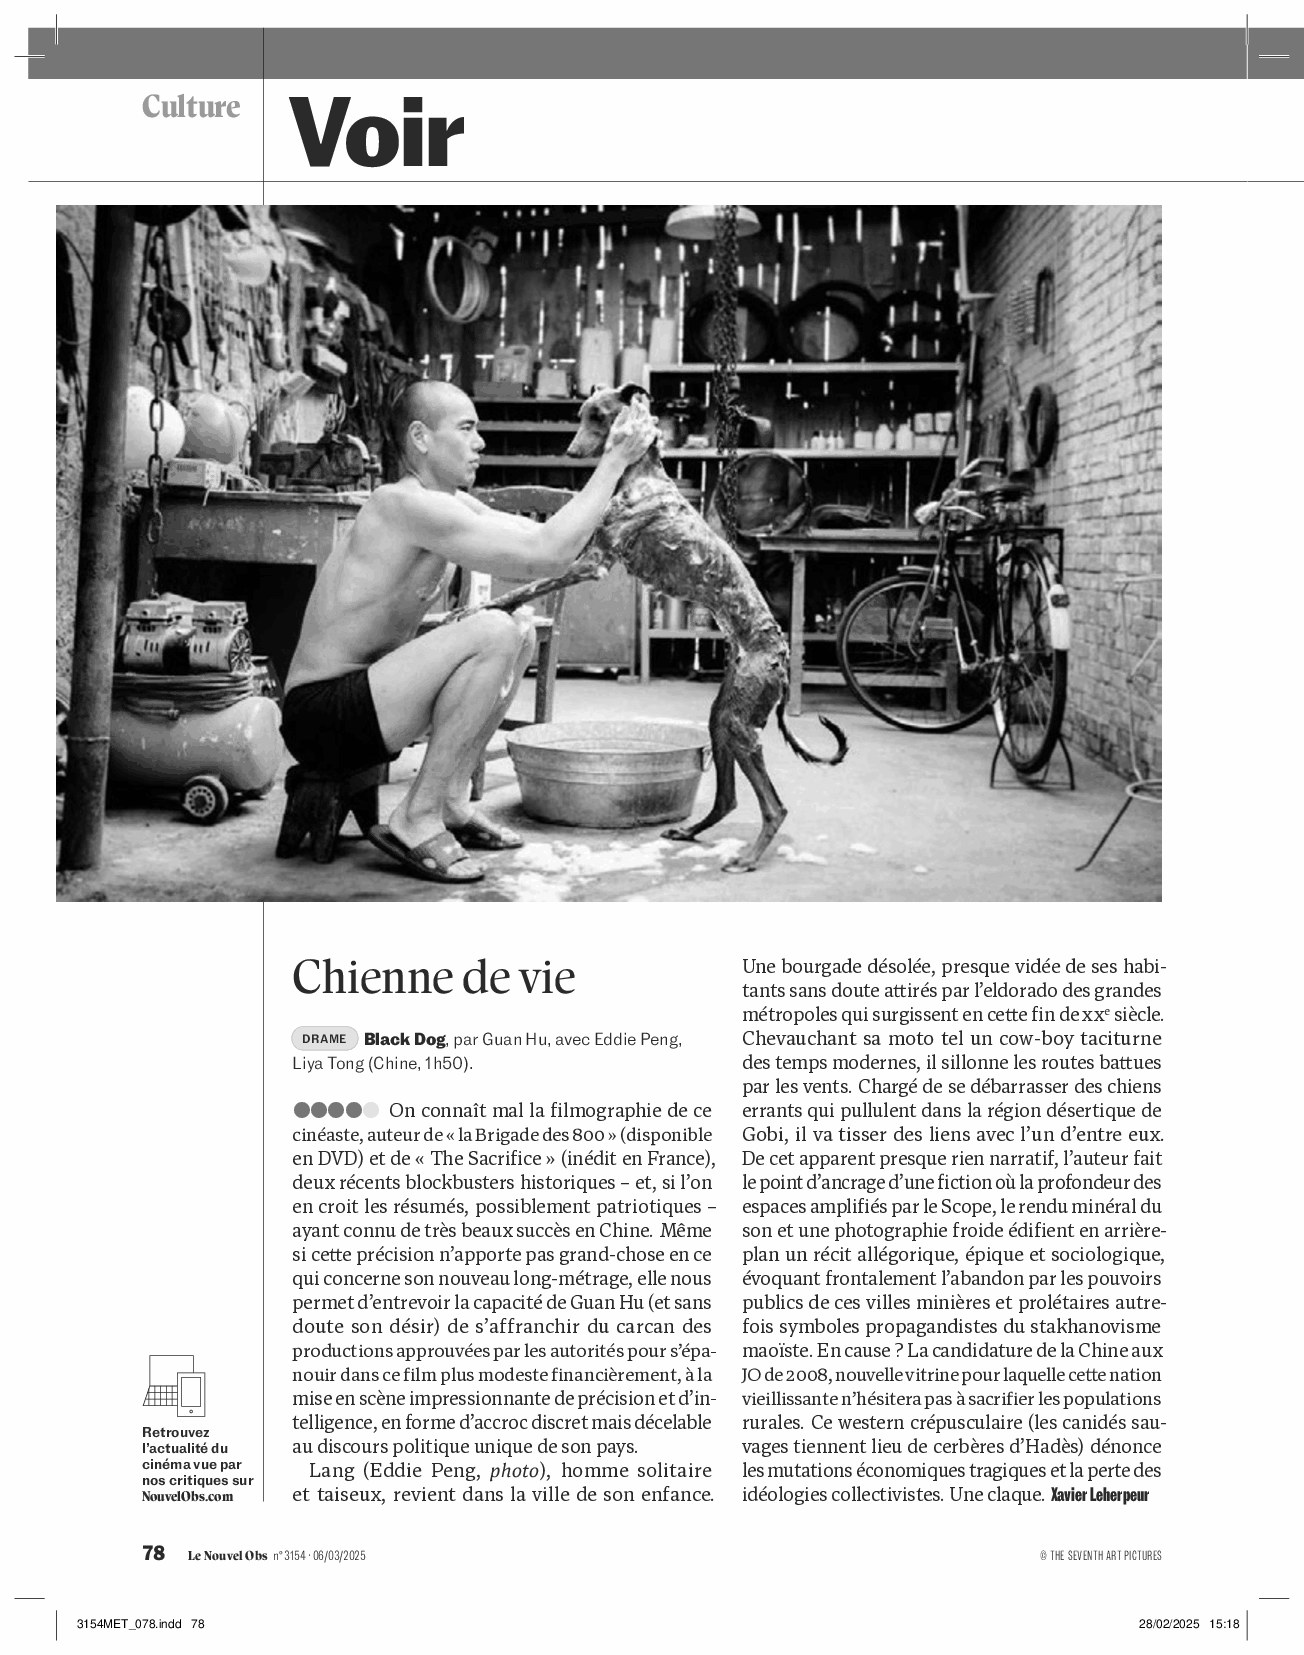 Culture
Voir
Chienne de vie
DRAME Black Dog, par Guan Hu, avec Eddie Peng,
Liya Tong (Chine, 1h50).
On connaît mal la filmographie de ce
cinéaste, auteur de « la Brigade des 800 » (disponible
en DVD) et de « The Sacrifice » (inédit en France),
deux récents blockbusters historiques – et, si l’on
en croit les résumés, possiblement patriotiques –
ayant connu de très beaux succès en Chine. Même
si cette précision n’apporte pas grand-chose en ce
qui concerne son nouveau long-métrage, elle nous
permet d’entrevoir la capacité de Guan Hu (et sans
doute son désir) de s’affranchir du carcan des
productions approuvées par les autorités pour s’épa-
nouir dans ce film plus modeste financièrement, à la
mise en scène impressionnante de précision et d’in-
telligence, en forme d’accroc discret mais décelable
au discours politique unique de son pays.
Lang (Eddie Peng, photo), homme solitaire
et taiseux, revient dans la ville de son enfance.
Une bourgade désolée, presque vidée de ses habi-
tants sans doute attirés par l’eldorado des grandes
métropoles qui surgissent en cette fin de XXe siècle.
Chevauchant sa moto tel un cow-boy taciturne
des temps modernes, il sillonne les routes battues
par les vents. Chargé de se débarrasser des chiens
errants qui pullulent dans la région désertique de
Gobi, il va tisser des liens avec l’un d’entre eux.
De cet apparent presque rien narratif, l’auteur fait
le point d’ancrage d’une fiction où la profondeur des
espaces amplifiés par le Scope, le rendu minéral du
son et une photographie froide édifient en arrière-
plan un récit allégorique, épique et sociologique,
évoquant frontalement l’abandon par les pouvoirs
publics de ces villes minières et prolétaires autre-
fois symboles propagandistes du stakhanovisme
maoïste. En cause ? La candidature de la Chine aux
JO de 2008, nouvelle vitrine pour laquelle cette nation
vieillissante n’hésitera pas à sacrifier les populations
rurales. Ce western crépusculaire (les canidés sau-
vages tiennent lieu de cerbères d’Hadès) dénonce
les mutations économiques tragiques et la perte des
idéologies collectivistes. Une claque. Xavier Leherpeur
Retrouvez
l’actualité du
cinéma vue par
nos critiques sur
NouvelObs.com
78 Le Nouvel Obs n° 3154 · 06/03/2025
© THE SEVENTH ART PICTURES
3154MET_078.indd 78
28/02/2025 15:18